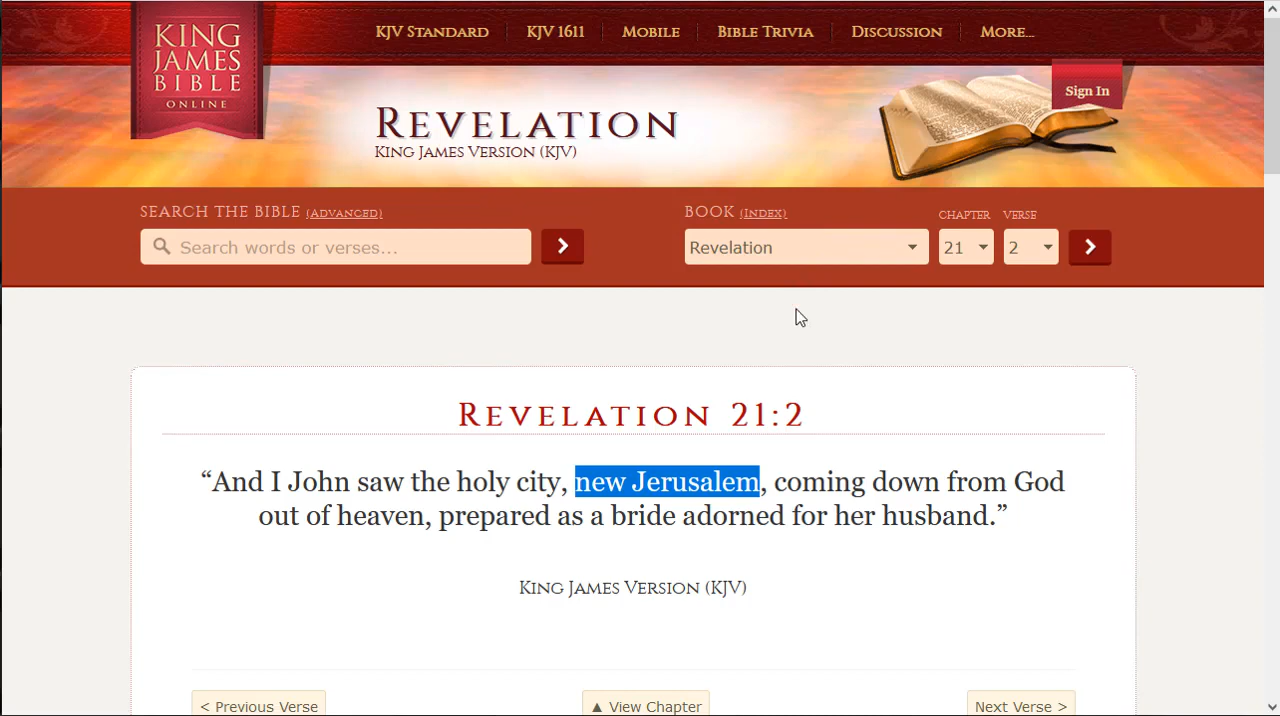 KING
JAMES
BIBLE
ONLINE
KJV STANDARD KJV 1611 MOBILE BIBLE TRIVIA DISCUSSION MORE...
Sign In
REVELATION
KING JAMES VERSION (KJV)
SEARCH THE BIBLE (ADVANCED)
Search words or verses...
BOOK (INDEX) CHAPTER VERSE
Revelation 21 2
REVELATION 21:2
“And I John saw the holy city, new Jerusalem, coming down from God
out of heaven, prepared as a bride adorned for her husband.”
KING JAMES VERSION (KJV)
< Previous Verse ▲ View Chapter Next Verse >